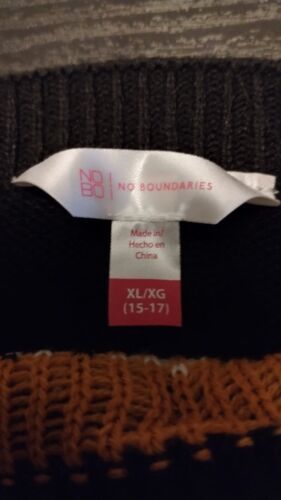 NO
BO
NO BOUNDARIES
Made in/
Hecho en
China
XL/XG
(15-17)